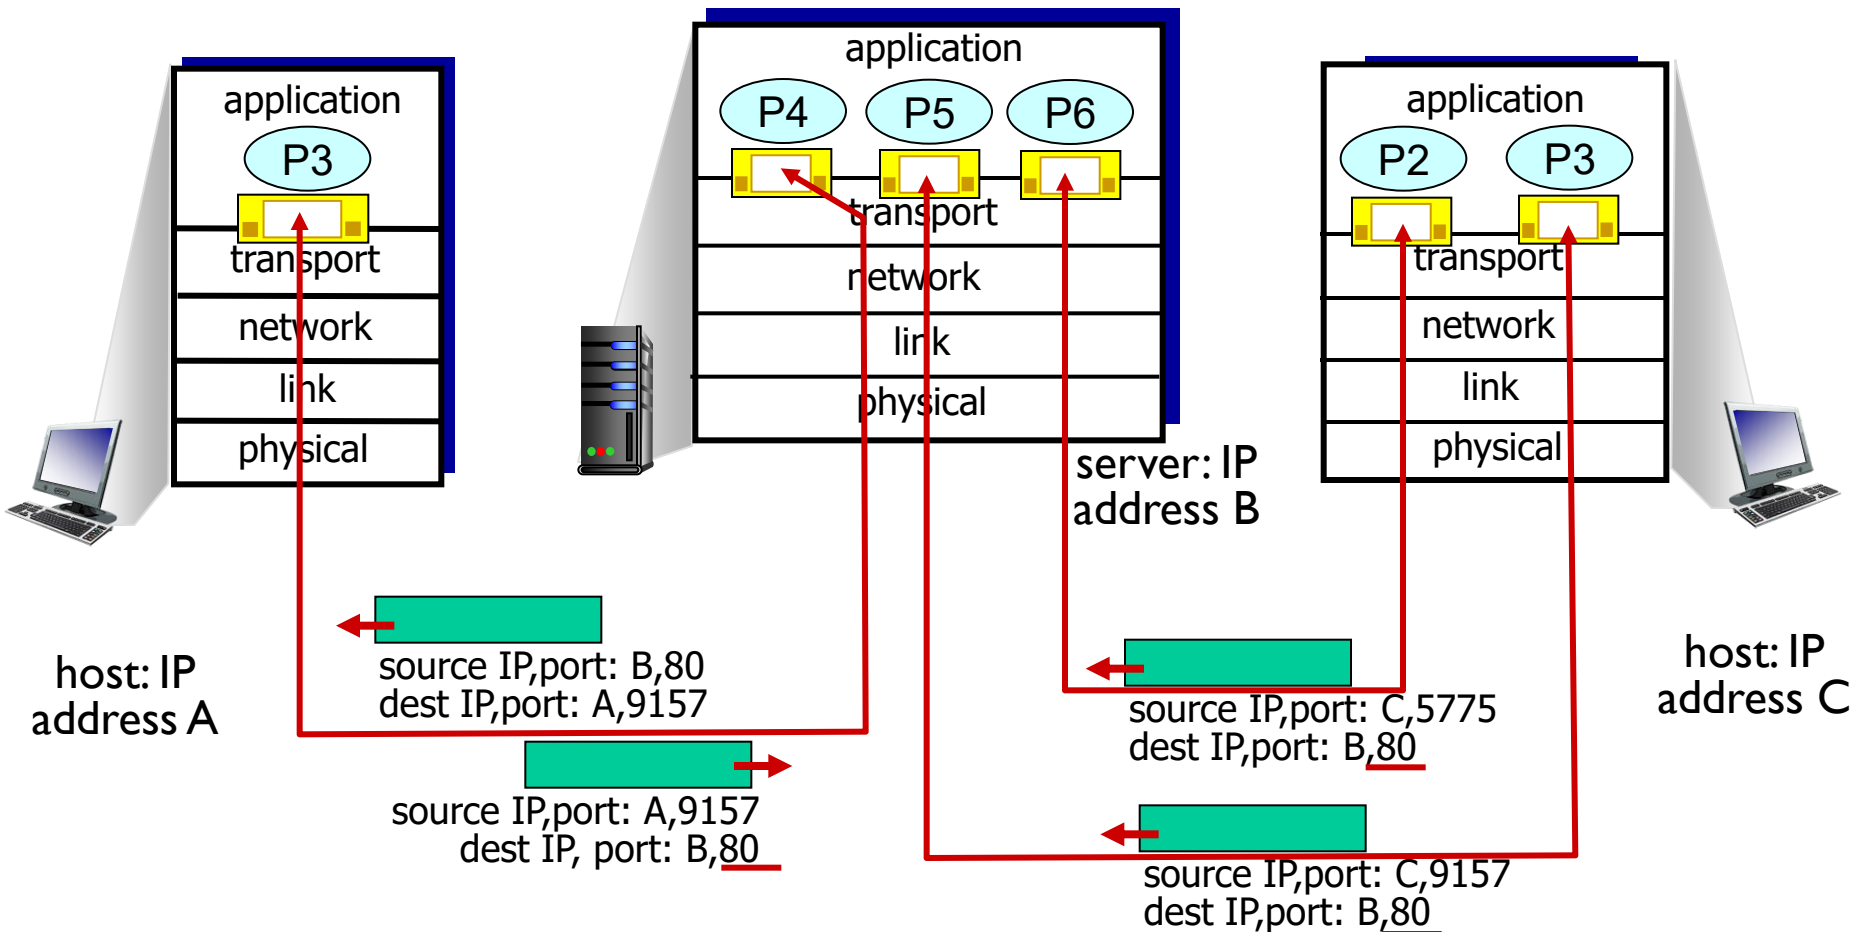 application
P3
transport
network
link
physical
host: IP
address A
application
P4 P5 P6
transport
network
link
physical
server: IP
address B
application
P2 P3
transport
network
link
physical
host: IP
address C
source IP,port: B,80
dest IP,port: A,9157
source IP,port: A,9157
dest IP, port: B,80
source IP,port: C,5775
dest IP,port: B,80
source IP,port: C,9157
dest IP,port: B,80